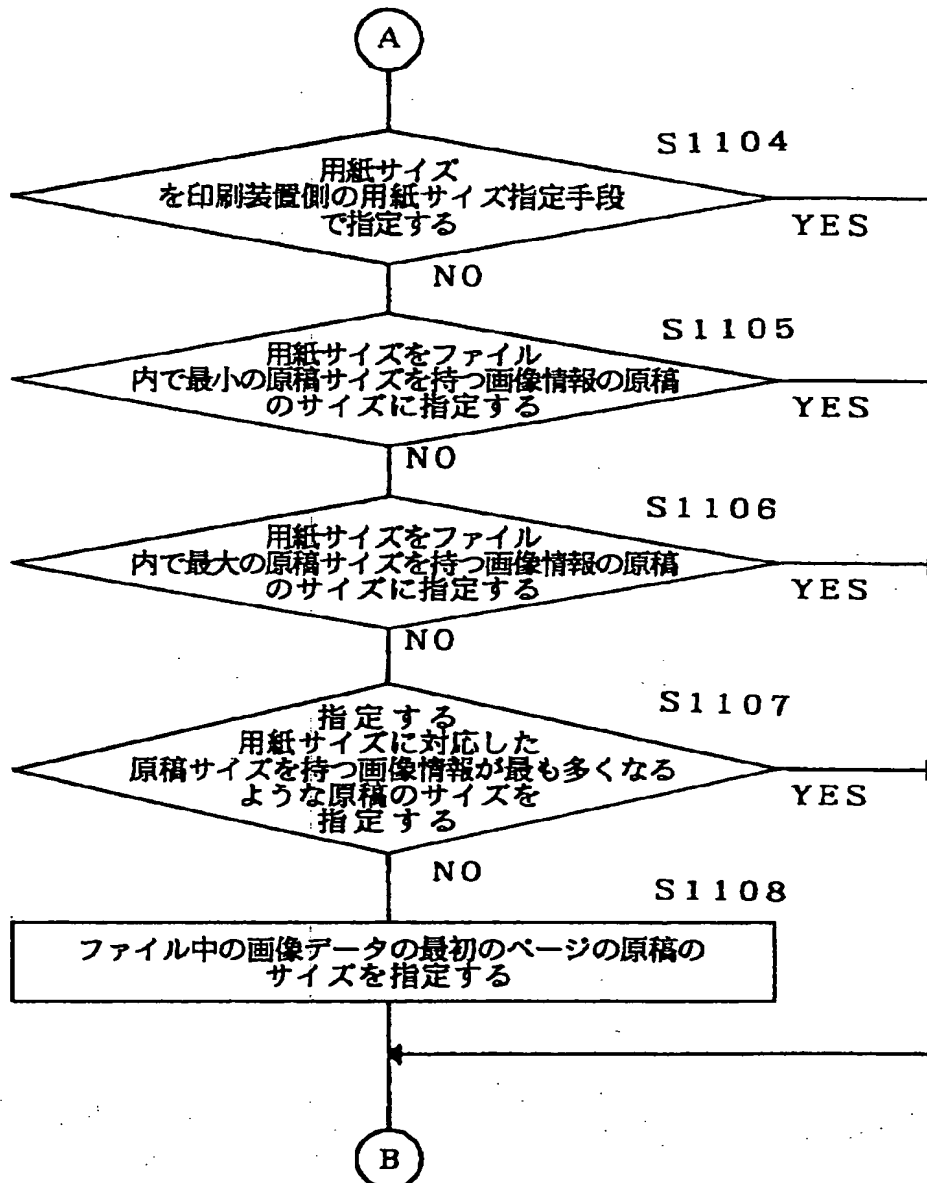 A
S1104
用紙サイズ
を印刷装置側の用紙サイズ指定手段
で指定する
YES
NO
S1105
用紙サイズをファイル
内で最小の原稿サイズを持つ画像情報の原稿
のサイズに指定する
YES
NO
S1106
用紙サイズをファイル
内で最大の原稿サイズを持つ画像情報の原稿
のサイズに指定する
YES
NO
S1107
指定する
用紙サイズに対応した
原稿サイズを持つ画像情報が最も多くなる
ような原稿のサイズを
指定する
YES
NO
S1108
ファイル中の画像データの最初のページの原稿の
サイズを指定する
B